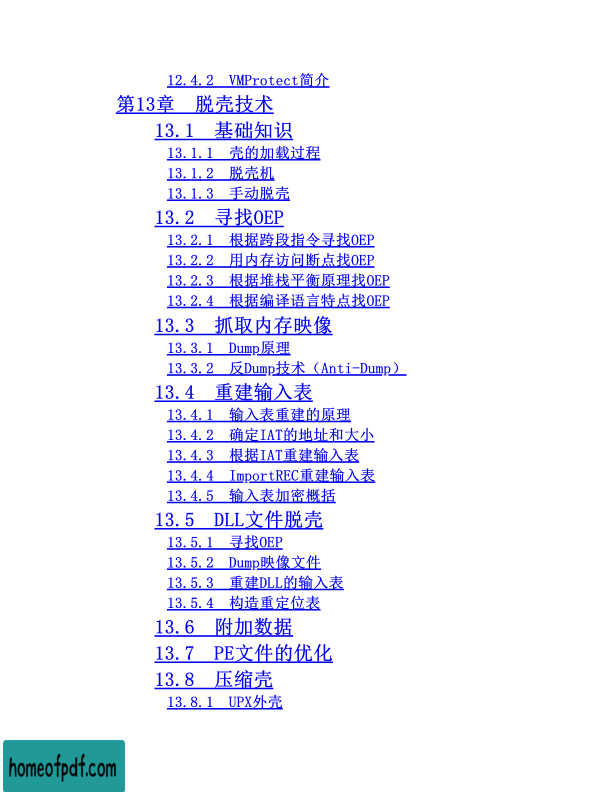 12.4.2 VMProtect简介
第13章 脱壳技术
13.1 基础知识
13.1.1 壳的加载过程
13.1.2 脱壳机
13.1.3 手动脱壳
13.2 寻找OEP
13.2.1 根据跨段指令寻找OEP
13.2.2 用内存访问断点找OEP
13.2.3 根据堆栈平衡原理找OEP
13.2.4 根据编译语言特点找OEP
13.3 抓取内存映像
13.3.1 Dump原理
13.3.2 反Dump技术（Anti-Dump）
13.4 重建输入表
13.4.1 输入表重建的原理
13.4.2 确定IAT的地址和大小
13.4.3 根据IAT重建输入表
13.4.4 ImportREC重建输入表
13.4.5 输入表加密概括
13.5 DLL文件脱壳
13.5.1 寻找OEP
13.5.2 Dump映像文件
13.5.3 重建DLL的输入表
13.5.4 构造重定位表
13.6 附加数据
13.7 PE文件的优化
13.8 压缩壳
13.8.1 UPX外壳
homeofpdf.com